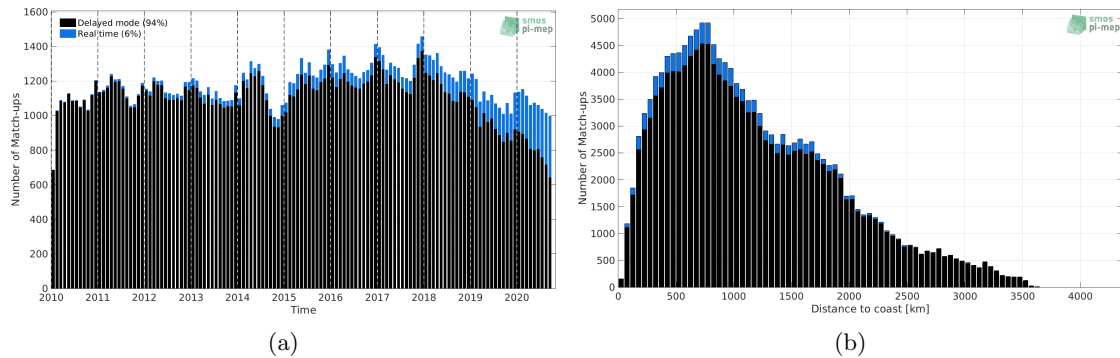 Delayed mode (94%)
Real time (6%)
smos
pi-mep
Number of Match-ups
1600
1400
1200
1000
800
600
400
200
0
2010 2011 2012 2013 2014 2015 2016 2017 2018 2019 2020
Time
(a)
smos
pi-mep
Number of Match-ups
5000
4500
4000
3500
3000
2500
2000
1500
1000
500
0
0 500 1000 1500 2000 2500 3000 3500 4000
Distance to coast [km]
(b)